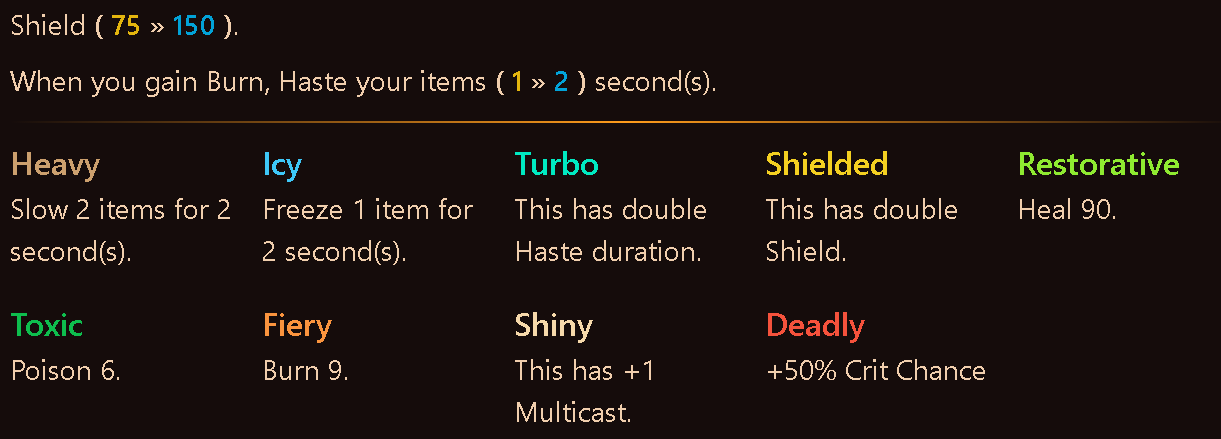 Shield ( 75 » 150 ).
When you gain Burn, Haste your items ( 1 » 2 ) second(s).
Heavy
Slow 2 items for 2
second(s).
Icy
Freeze 1 item for
2 second(s).
Turbo
This has double
Haste duration.
Shielded
This has double
Shield.
Restorative
Heal 90.
Toxic
Poison 6.
Fiery
Burn 9.
Shiny
This has +1
Multicast.
Deadly
+50% Crit Chance